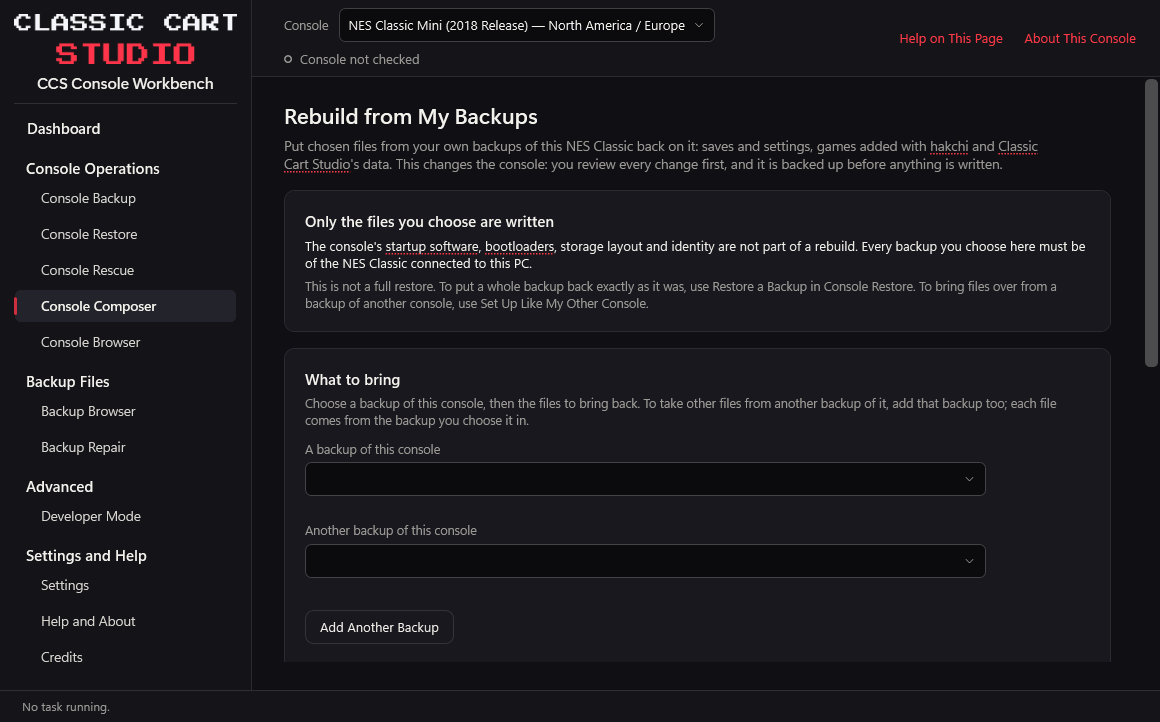 CLASSIC CART
STUDIO
CCS Console Workbench
Dashboard
Console Operations
Console Backup
Console Restore
Console Rescue
Console Composer
Console Browser
Backup Files
Backup Browser
Backup Repair
Advanced
Developer Mode
Settings and Help
Settings
Help and About
Credits
Console
NES Classic Mini (2018 Release) — North America / Europe
Console not checked
Help on This Page
About This Console
Rebuild from My Backups
Put chosen files from your own backups of this NES Classic back on it: saves and settings, games added with hakchi and Classic
Cart Studio's data. This changes the console: you review every change first, and it is backed up before anything is written.
Only the files you choose are written
The console's startup software, bootloaders, storage layout and identity are not part of a rebuild. Every backup you choose here must be
of the NES Classic connected to this PC.
This is not a full restore. To put a whole backup back exactly as it was, use Restore a Backup in Console Restore. To bring files over from a
backup of another console, use Set Up Like My Other Console.
What to bring
Choose a backup of this console, then the files to bring back. To take other files from another backup of it, add that backup too; each file
comes from the backup you choose it in.
A backup of this console
Another backup of this console
Add Another Backup
No task running.